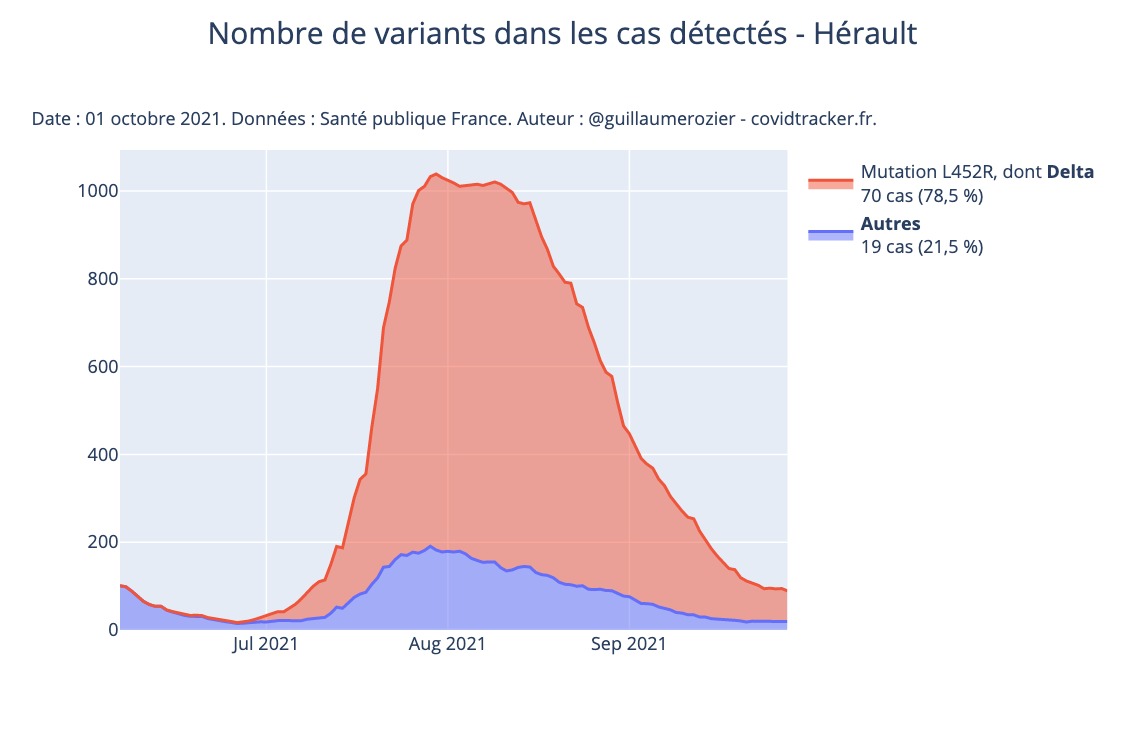 Nombre de variants dans les cas détectés - Hérault
Date : 01 octobre 2021. Données : Santé publique France. Auteur : @guillaumerozier - covidtracker.fr.
Mutation L452R, dont Delta
70 cas (78,5 %)
Autres
19 cas (21,5 %)
1000
800
600
400
200
0
Jul 2021
Aug 2021
Sep 2021